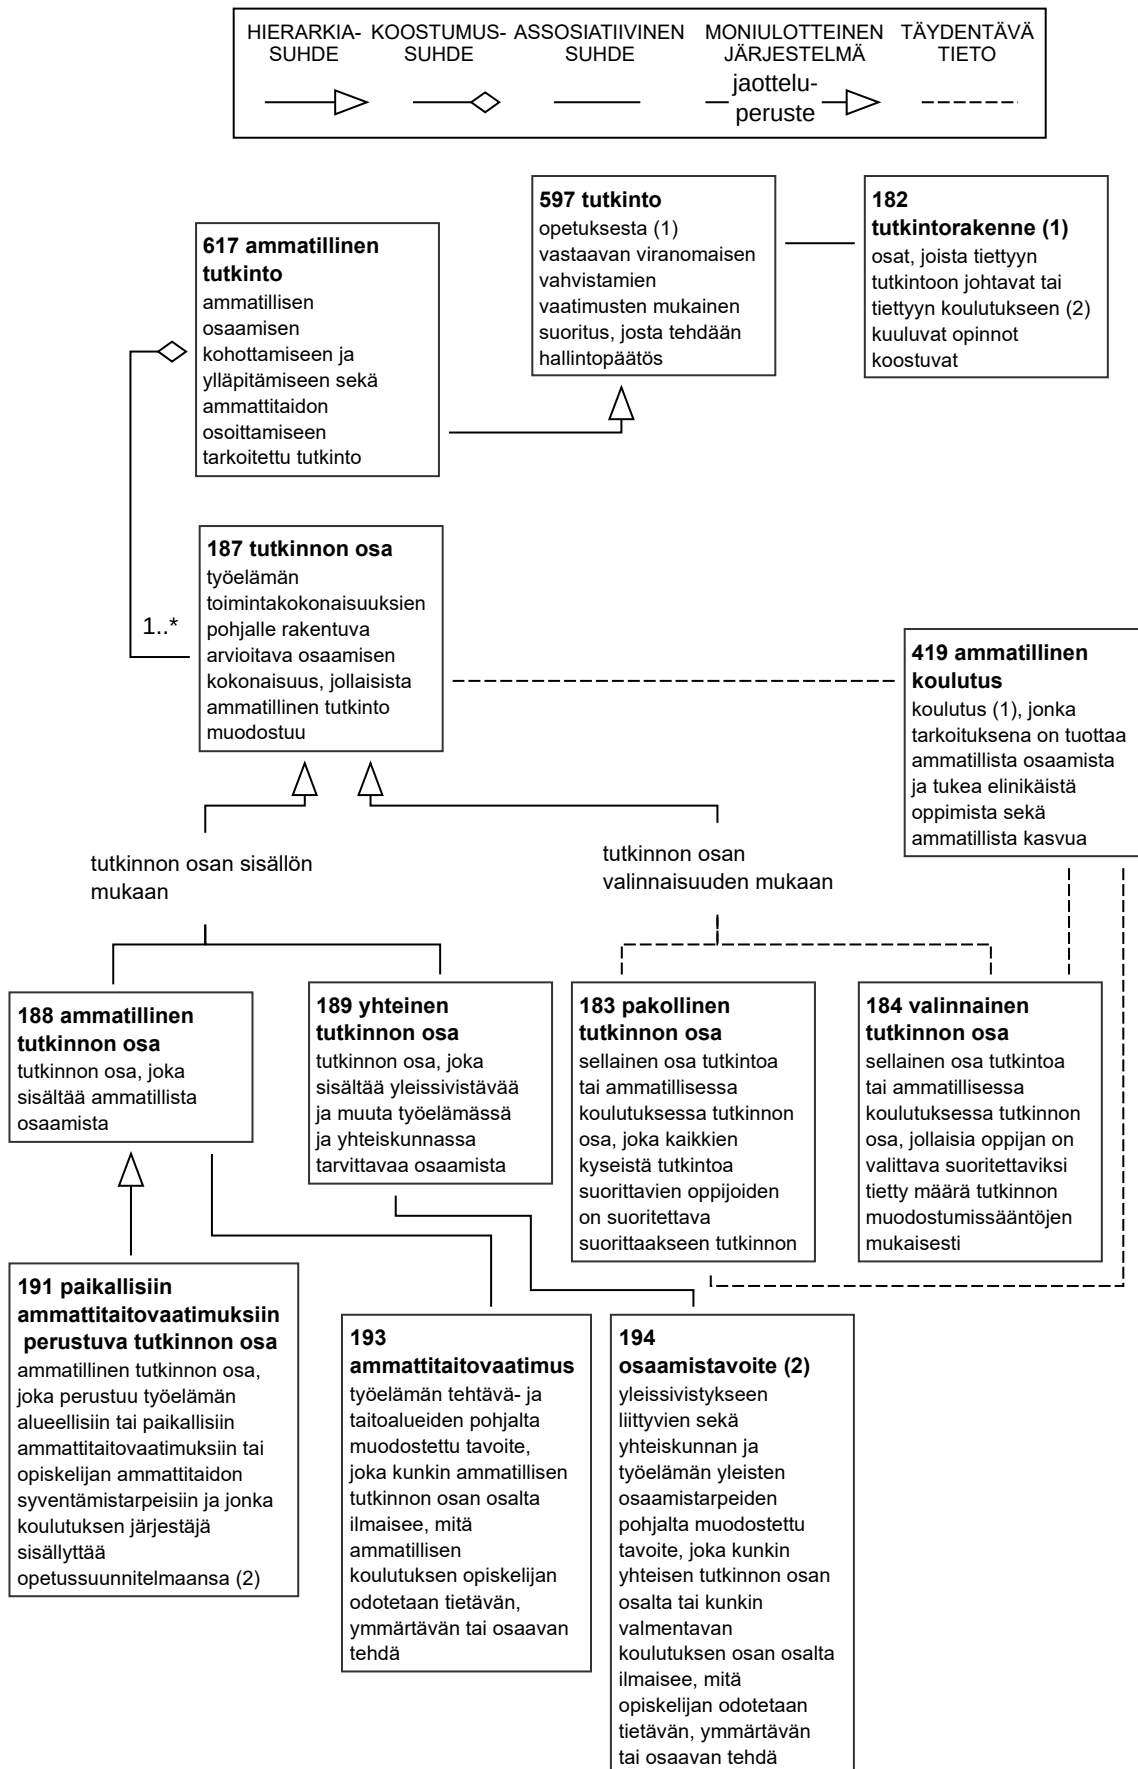 HIERARKIA-
SUHDE
KOOSTUMUS-
SUHDE
ASSOSIATIIVINEN
SUHDE
MONIULOTTEINEN
JÄRJESTELMÄ
jaottelu-
peruste
TÄYDENTÄVÄ
TIETO
597 tutkinto
opetuksesta (1)
vastaavan viranomaisen
vahvistamien
vaatimusten mukainen
suoritus, josta tehdään
hallintopäätös
182
tutkintorakenne (1)
osat, joista tiettyyn
tutkintoon johtavat tai
tiettyyn koulutukseen (2)
kuuluvat opinnot
koostuvat
617 ammatillinen
tutkinto
ammatillisen
osaamisen
kohottamiseen ja
ylläpitämiseen sekä
ammattitaidon
osoittamiseen
tarkoitettu tutkinto
187 tutkinnon osa
työelämän
toimintakokonaisuuksien
pohjalle rakentuva
arvioitava osaamisen
kokonaisuus, jollaisista
ammatillinen tutkinto
muodostuu
1..*
419 ammatillinen
koulutus
koulutus (1), jonka
tarkoituksena on tuottaa
ammatillista osaamista
ja tukea elinikäistä
oppimista sekä
ammatillista kasvua
tutkinnon osan sisällön
mukaan
tutkinnon osan
valinnaisuuden mukaan
188 ammatillinen
tutkinnon osa
tutkinnon osa, joka
sisältää ammatillista
osaamista
189 yhteinen
tutkinnon osa
tutkinnon osa, joka
sisältää yleissivistävää
ja muuta työelämässä
ja yhteiskunnassa
tarvittavaa osaamista
183 pakollinen
tutkinnon osa
sellainen osa tutkintoa
tai ammatillisessa
koulutuksessa tutkinnon
osa, joka kaikkien
kyseistä tutkintoa
suorittavien oppijoiden
on suoritettava
suorittaakseen tutkinnon
184 valinnainen
tutkinnon osa
sellainen osa tutkintoa
tai ammatillisessa
koulutuksessa tutkinnon
osa, jollaisia oppijan on
valittava suoritettaviksi
tietty määrä tutkinnon
muodostumissääntöjen
mukaisesti
191 paikallisiin
ammattitaitovaatimuksiin
perustuva tutkinnon osa
ammatillinen tutkinnon osa,
joka perustuu työelämän
alueellisiin tai paikallisiin
ammattitaitovaatimuksiin tai
opiskelijan ammattitaidon
syventämistarpeisiin ja jonka
koulutuksen järjestäjä
sisällyttää
opetussuunnitelmaansa (2)
193
ammattitaitovaatimus
työelämän tehtävä- ja
taitoalueiden pohjalta
muodostettu tavoite,
joka kunkin ammatillisen
tutkinnon osan osalta
ilmaisee, mitä
ammatillisen
koulutuksen opiskelijan
odotetaan tietävän,
ymmärtävän tai osaavan
tehdä
194
osaamistavoite (2)
yleissivistykseen
liittyvien sekä
yhteiskunnan ja
työelämän yleisten
osaamistarpeiden
pohjalta muodostettu
tavoite, joka kunkin
yhteisen tutkinnon osan
osalta tai kunkin
valmentavan
koulutuksen osan osalta
ilmaisee, mitä
opiskelijan odotetaan
tietävän, ymmärtävän
tai osaavan tehdä